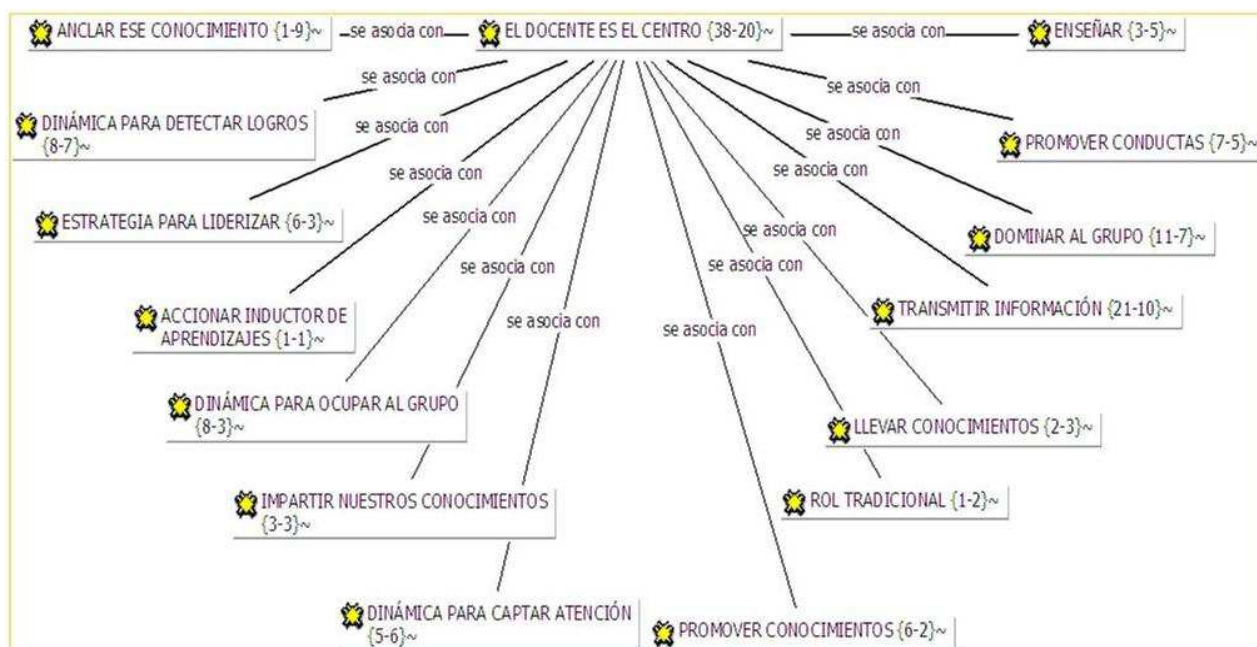 ANCLAR ESE CONOCIMIENTO {1-9}~
se asocia con
EL DOCENTE ES EL CENTRO {38-20}~
se asocia con
ENSEÑAR {3-5}~
se asocia con
se asocia con
DINÁMICA PARA DETECTAR LOGROS
{8-7}~
se asocia con
se asocia con
PROMOVER CONDUCTAS {7-5}~
se asocia con
se asocia con
ESTRATEGIA PARA LIDERIZAR {6-3}~
se asocia con
se asocia con
DOMINAR AL GRUPO {11-7}~
se asocia con
se asocia con
ACCIONAR INDUCTOR DE
APRENDIZAJES {1-1}~
se asocia con
se asocia con
TRANSMITIR INFORMACIÓN {21-10}~
DINÁMICA PARA OCUPAR AL GRUPO
{8-3}~
LLEVAR CONOCIMIENTOS {2-3}~
IMPARTIR NUESTROS CONOCIMIENTOS
{3-3}~
ROL TRADICIONAL {1-2}~
DINÁMICA PARA CAPTAR ATENCIÓN
{5-6}~
PROMOVER CONOCIMIENTOS {6-2}~